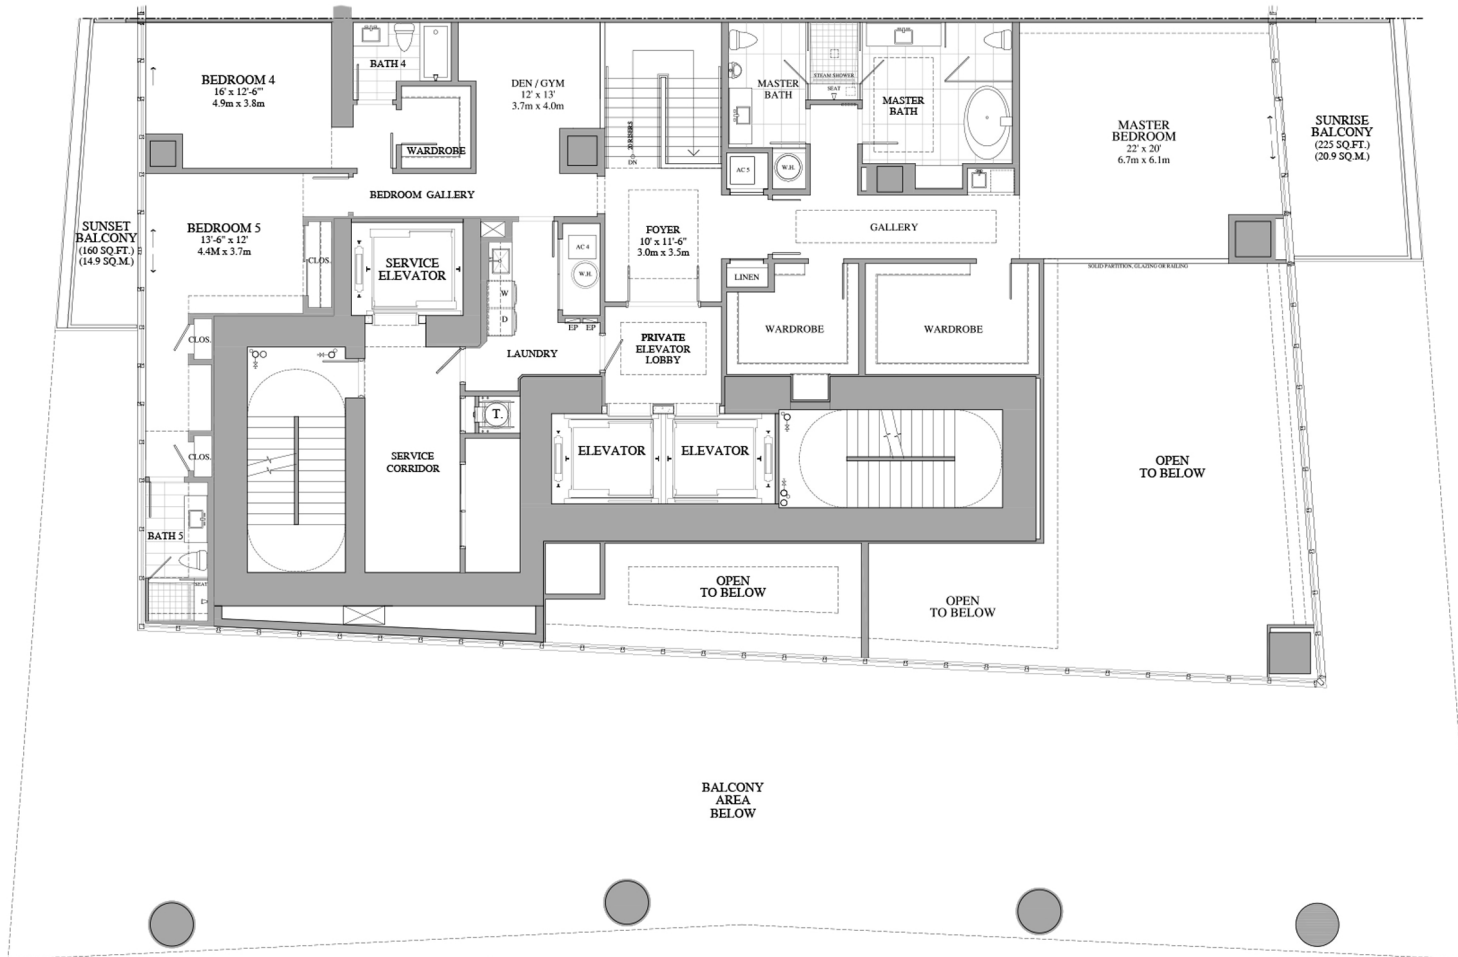 BEDROOM 4
16' x 12'-6"'
4.9m x 3.8m
BATH 4
WARDROBE
DEN / GYM
12' x 13'
3.7m x 4.0m
20 RISERS
DN
MASTER
BATH
STEAM SHOWER
SEAT
MASTER
BATH
MASTER
BEDROOM
22' x 20'
6.7m x 6.1m
SUNRISE
BALCONY
(225 SQ.FT.)
(20.9 SQ.M.)
AC 5
W.H.
BEDROOM GALLERY
SUNSET
BALCONY
(160 SQ.FT.)
(14.9 SQ.M.)
BEDROOM 5
13'-6" x 12'
4.4M x 3.7m
CLOS.
SERVICE
ELEVATOR
AC 4
W.H.
W
D
EP EP
FOYER
10' x 11'-6"
3.0m x 3.5m
GALLERY
LINEN
SOLID PARTITION, GLAZING OR RAILING
WARDROBE
WARDROBE
CLOS.
LAUNDRY
PRIVATE
ELEVATOR
LOBBY
T.
CLOS.
SERVICE
CORRIDOR
ELEVATOR
ELEVATOR
OPEN
TO BELOW
BATH 5
SEAT
OPEN
TO BELOW
OPEN
TO BELOW
BALCONY
AREA
BELOW